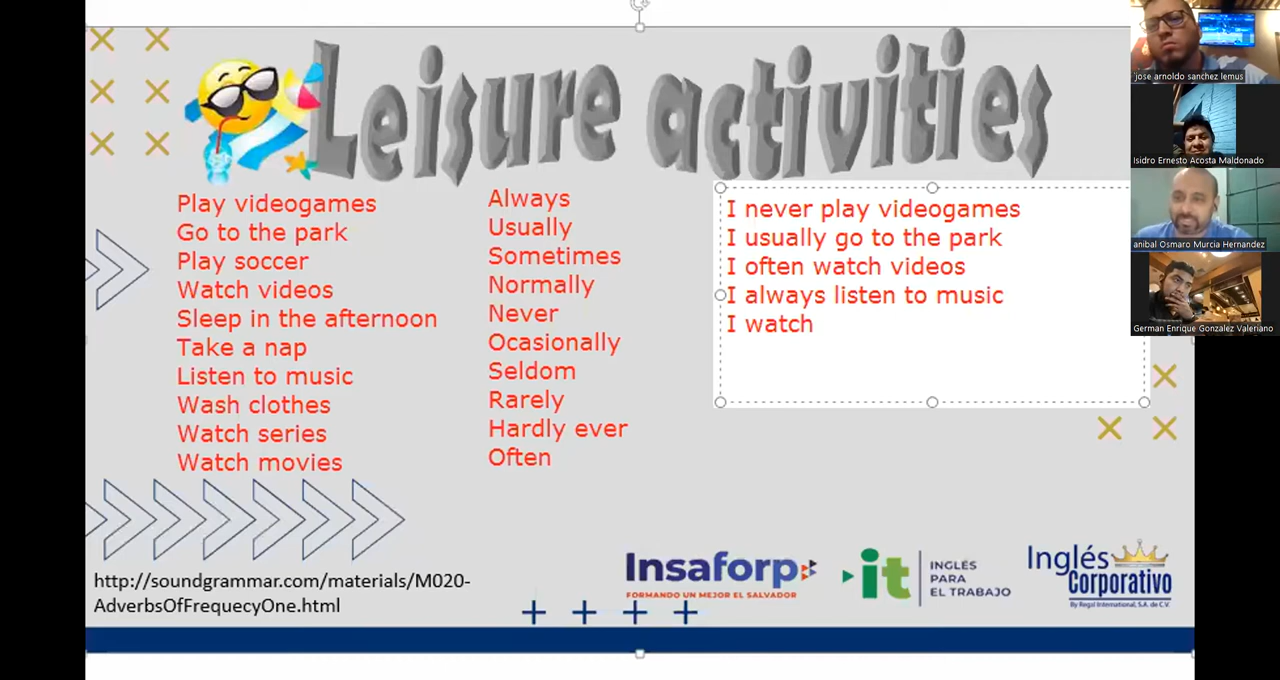 Leisure activities
Play videogames
Go to the park
Play soccer
Watch videos
Sleep in the afternoon
Take a nap
Listen to music
Wash clothes
Watch series
Watch movies
Always
Usually
Sometimes
Normally
Never
Ocasionally
Seldom
Rarely
Hardly ever
Often
I never play videogames
I usually go to the park
I often watch videos
I always listen to music
I watch
jose arnoldo sanchez lemus
Isidro Ernesto Acosta Maldonado
anibal Osmaro Murcia Hernandez
German Enrique Gonzalez Valeriano
http://soundgrammar.com/materials/M020-
AdverbsOfFrequecyOne.html
Insaforp
FORMANDO UN MEJOR EL SALVADOR
it
INGLÉS
PARA
EL TRABAJO
Inglés
Corporativo
By Regal International, S.A. de C.V.